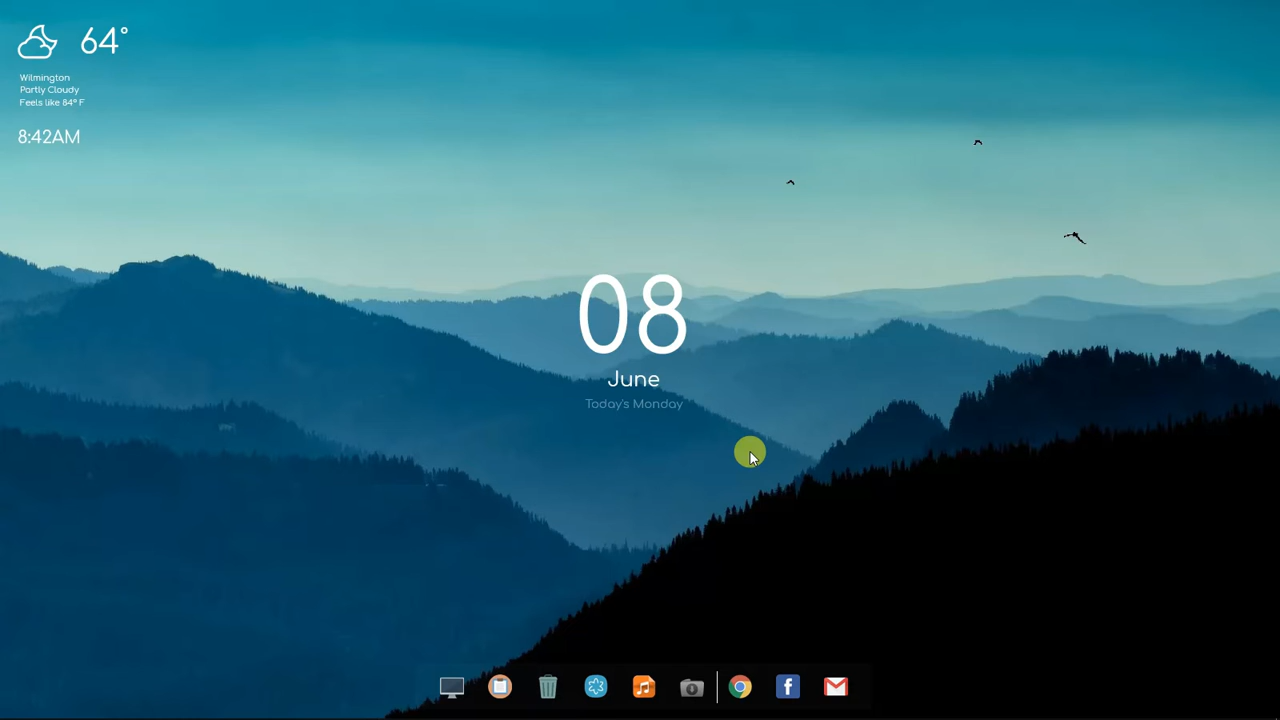 64°
Wilmington
Partly Cloudy
Feels like 84° F
8:42AM
08
June
Today's Monday